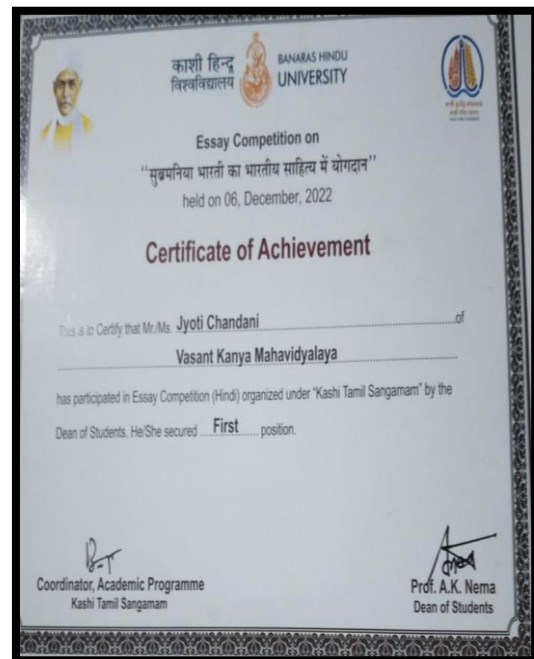 काशी हिन्दू
विश्वविद्यालय
BANARAS HINDU
UNIVERSITY
Essay Competition on
"सुब्रमनिया भारती का भारतीय साहित्य में योगदान"
held on 06, December, 2022
Certificate of Achievement
This is to Certify that Mr./Ms. Jyoti Chandani of
Vasant Kanya Mahavidyalaya
has participated in Essay Competition (Hindi) organized under "Kashi Tamil Sangamam" by the
Dean of Students. He/She secured First position.
Coordinator, Academic Programme
Kashi Tamil Sangamam
Prof. A.K. Nema
Dean of Students